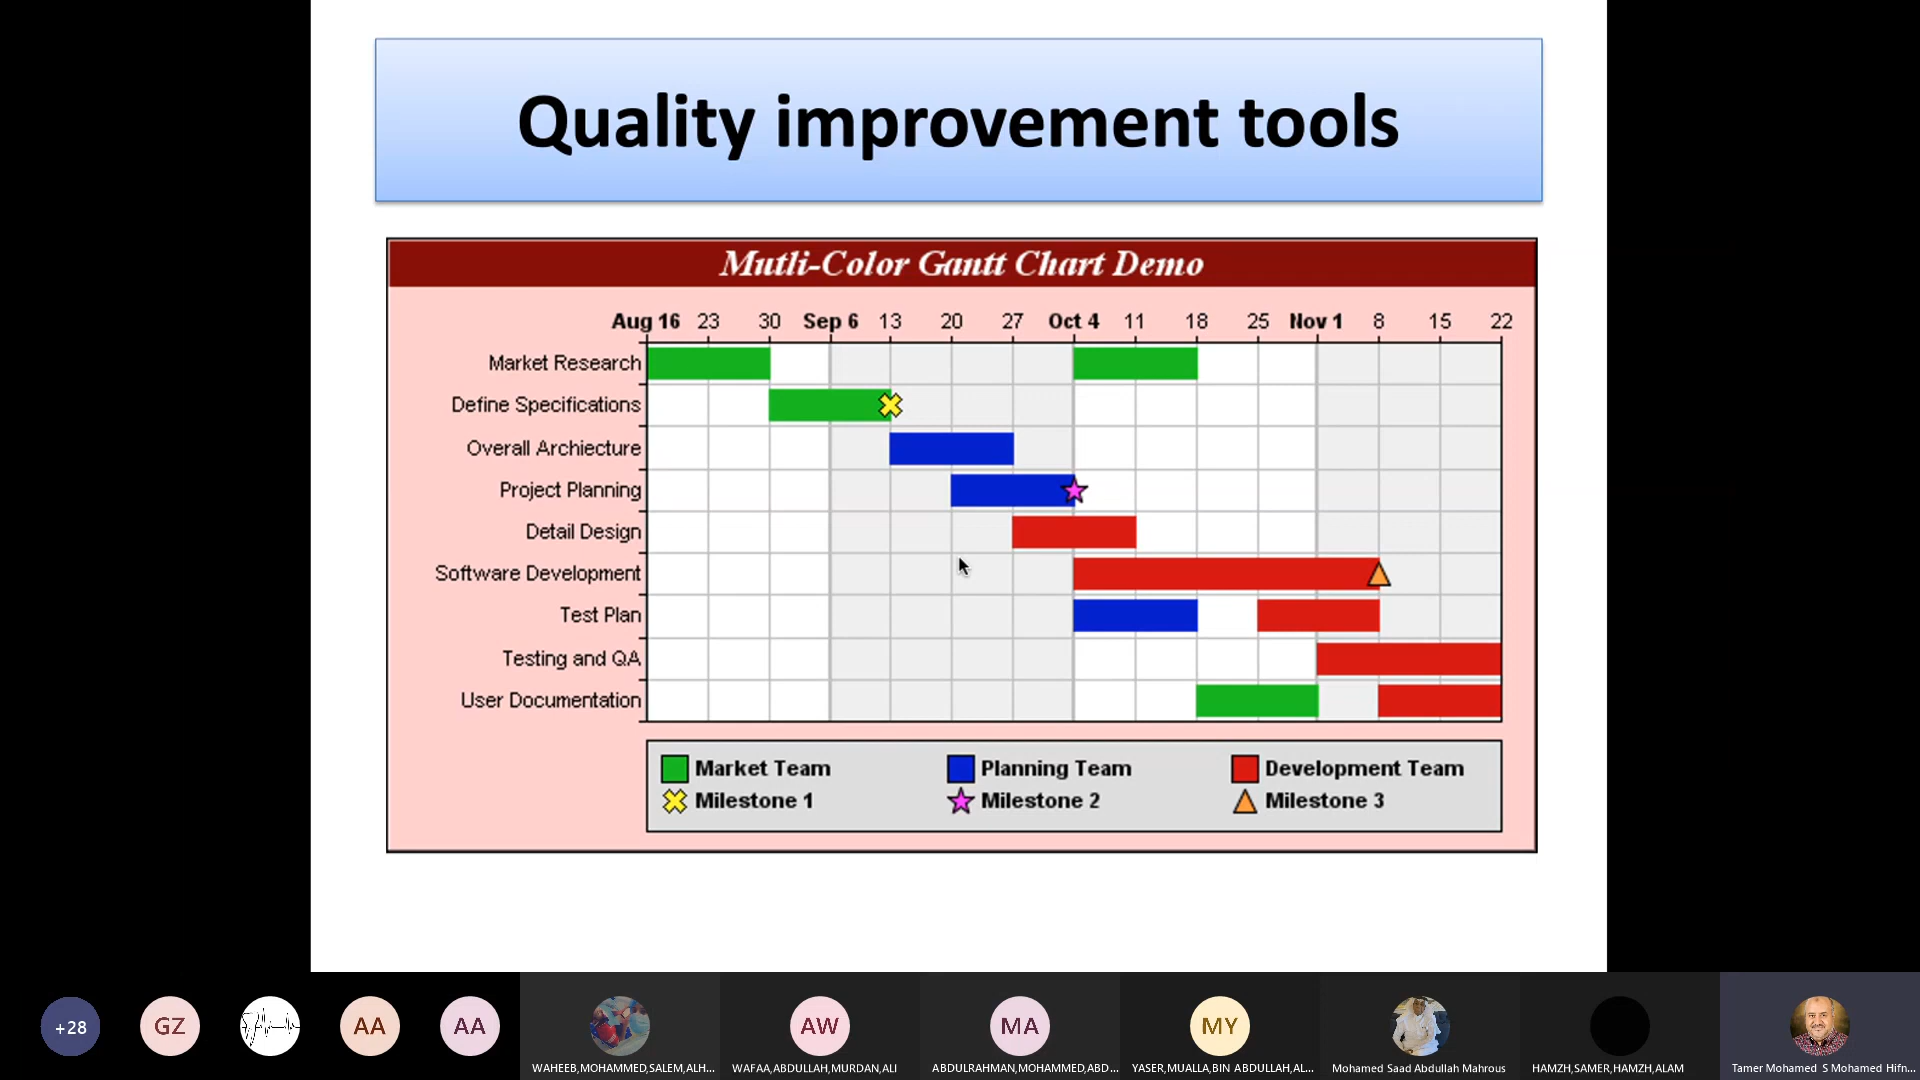 Quality improvement tools
Mutli-Color Gantt Chart Demo
Aug 16 23 30 Sep 6 13 20 27 Oct 4 11 18 25 Nov 1 8 15 22
Market Research
Define Specifications
Overall Archiecture
Project Planning
Detail Design
Software Development
Test Plan
Testing and QA
User Documentation
Market Team Planning Team Development Team
Milestone 1 Milestone 2 Milestone 3
+28 GZ AA AA AW MA MY
WAHEEB,MOHAMMED,SALEM,ALH... WAFAA,ABDULLAH,MURDAN,ALI ABDULRAHMAN,MOHAMMED,ABD... YASER,MUALLA,BIN ABDULLAH,AL... Mohamed Saad Abdullah Mahrous HAMZH,SAMER,HAMZH,ALAM Tamer Mohamed S Mohamed Hifn...